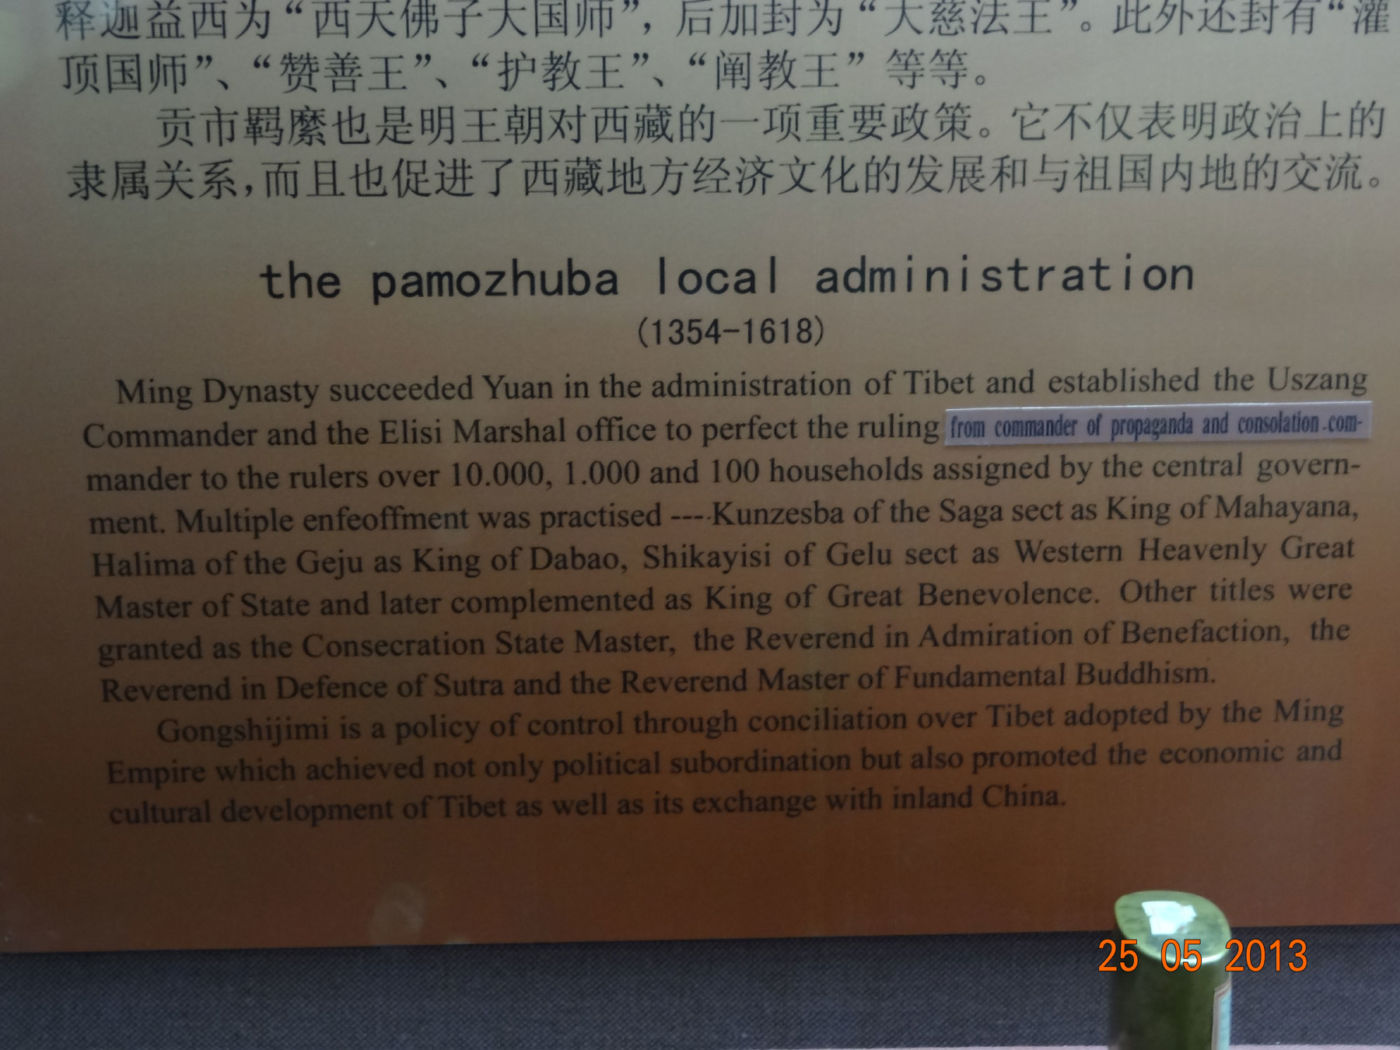 释迦益西为“西天佛子大国师”，后加封为“大慈法王”。此外还封有“灌
顶国师”、“赞善王”、“护教王”、“阐教王” 等等。
贡市羁縻也是明王朝对西藏的一项重要政策。它不仅表明政治上的
隶属关系，而且也促进了西藏地方经济文化的发展和与祖国内地的交流。
the pamozhuba local administration
(1354-1618)
Ming Dynasty succeeded Yuan in the administration of Tibet and established the Uszang
Commander and the Elisi Marshal office to perfect the ruling from commander of propaganda and consolation.com-
mander to the rulers over 10.000, 1.000 and 100 households assigned by the central govern-
ment. Multiple enfeoffment was practised ----Kunzesba of the Saga sect as King of Mahayana,
Halima of the Geju as King of Dabao, Shikayisi of Gelu sect as Western Heavenly Great
Master of State and later complemented as King of Great Benevolence. Other titles were
granted as the Consecration State Master, the Reverend in Admiration of Benefaction, the
Reverend in Defence of Sutra and the Reverend Master of Fundamental Buddhism.
Gongshijimi is a policy of control through conciliation over Tibet adopted by the Ming
Empire which achieved not only political subordination but also promoted the economic and
cultural development of Tibet as well as its exchange with inland China.
25 05 2013